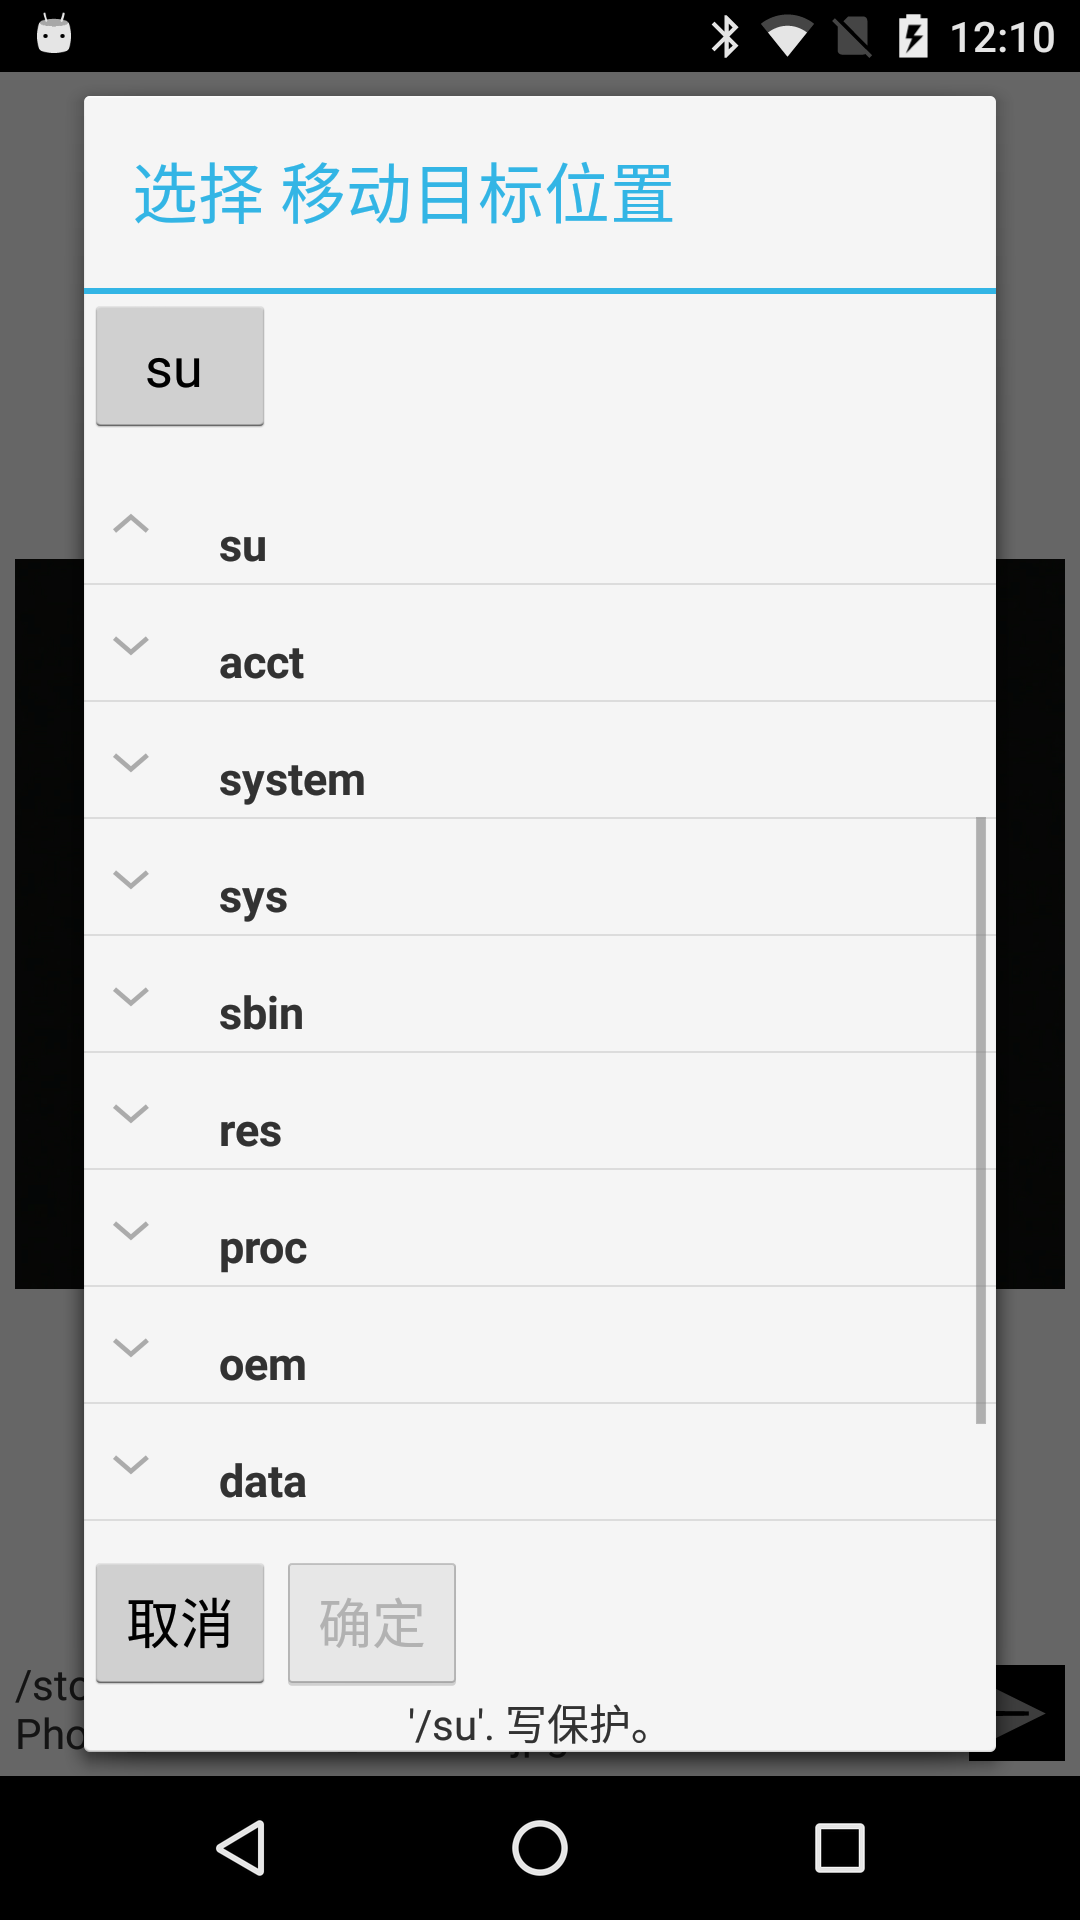 12:10
选择 移动目标位置
su
su
acct
system
sys
sbin
res
proc
oem
data
取消
确定
'/su'. 写保护。